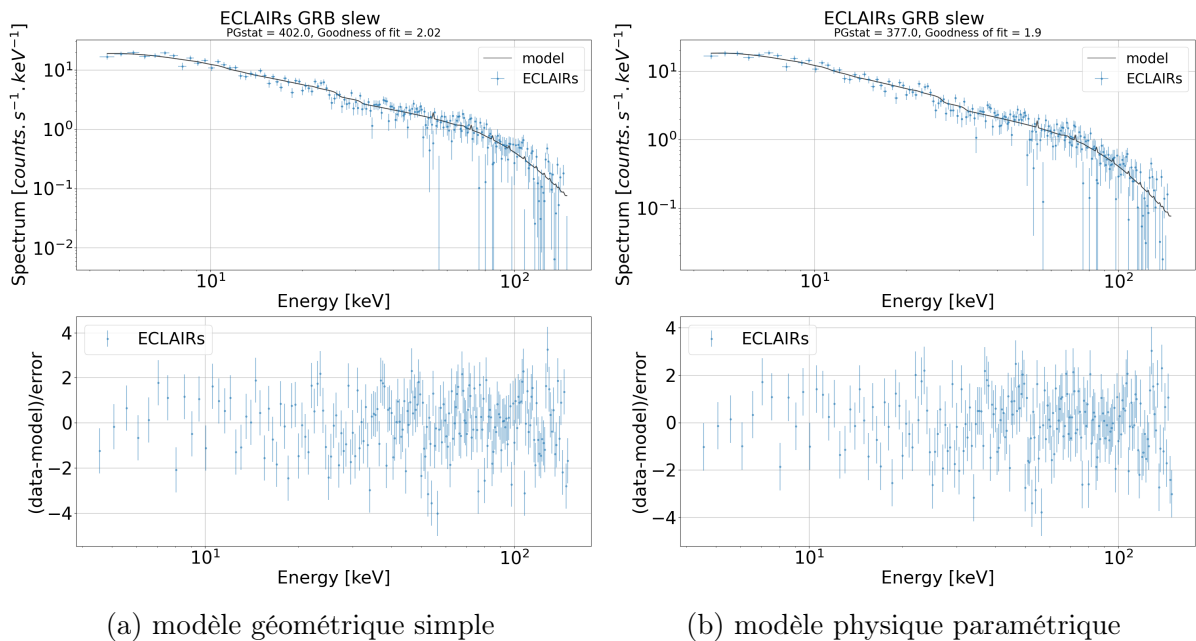 ECLAIRs GRB slew
PGstat = 402.0, Goodness of fit = 2.02
Spectrum [counts. s⁻¹. keV⁻¹]
10¹
10⁰
10⁻¹
10⁻²
model
ECLAIRs
10¹
10²
Energy [keV]
(data-model)/error
4
2
0
−2
−4
ECLAIRs
10¹
10²
Energy [keV]
(a) modèle géométrique simple
ECLAIRs GRB slew
PGstat = 377.0, Goodness of fit = 1.9
Spectrum [counts. s⁻¹. keV⁻¹]
10¹
10⁰
10⁻¹
model
ECLAIRs
10¹
10²
Energy [keV]
(data-model)/error
4
2
0
−2
−4
ECLAIRs
10¹
10²
Energy [keV]
(b) modèle physique paramétrique